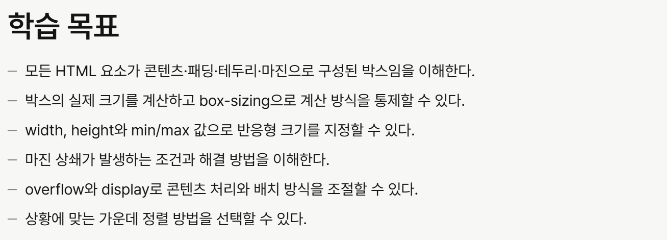 학습 목표
– 모든 HTML 요소가 콘텐츠·패딩·테두리·마진으로 구성된 박스임을 이해한다.
– 박스의 실제 크기를 계산하고 box-sizing으로 계산 방식을 통제할 수 있다.
– width, height와 min/max 값으로 반응형 크기를 지정할 수 있다.
– 마진 상쇄가 발생하는 조건과 해결 방법을 이해한다.
– overflow와 display로 콘텐츠 처리와 배치 방식을 조절할 수 있다.
– 상황에 맞는 가운데 정렬 방법을 선택할 수 있다.